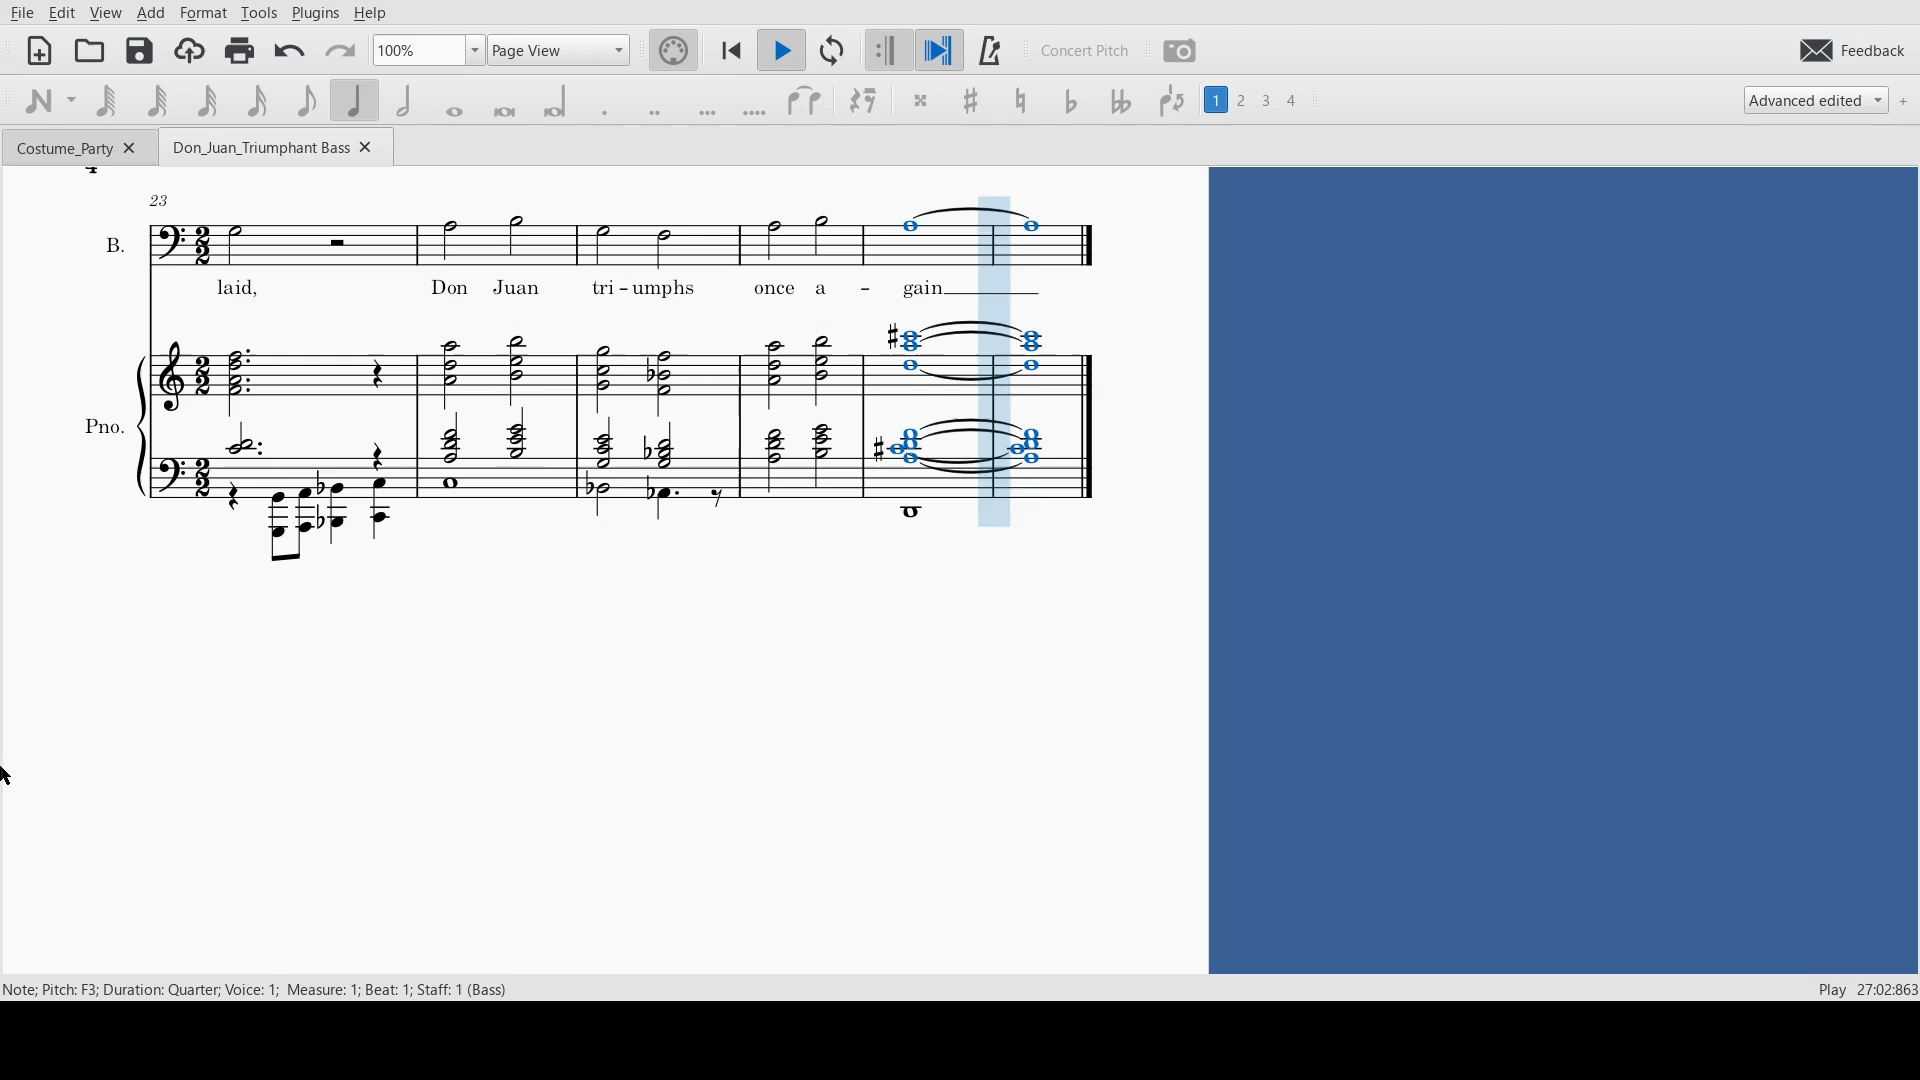 File Edit View Add Format Tools Plugins Help
100% Page View Concert Pitch Feedback
1 2 3 4 Advanced edited +
Costume_Party Don_Juan_Triumphant Bass
23
B.
laid, Don Juan tri - umphs once a - gain
Pno.
Note; Pitch: F3; Duration: Quarter; Voice: 1; Measure: 1; Beat: 1; Staff: 1 (Bass) Play 27:02:863